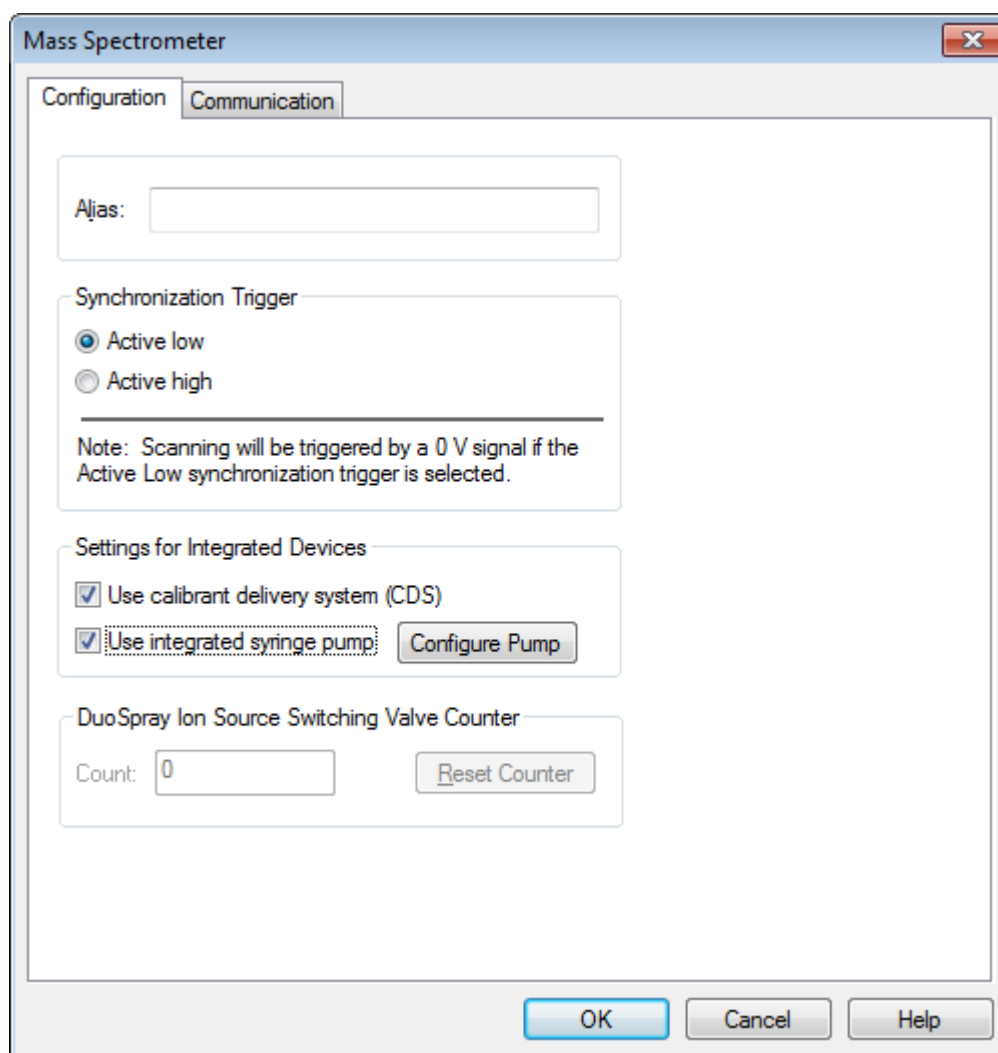 Mass Spectrometer
Configuration
Communication
Alias:
Synchronization Trigger
Active low
Active high
Note:  Scanning will be triggered by a 0 V signal if the
Active Low synchronization trigger is selected.
Settings for Integrated Devices
Use calibrant delivery system (CDS)
Use integrated syringe pump
Configure Pump
DuoSpray Ion Source Switching Valve Counter
Count:
0
Reset Counter
OK
Cancel
Help